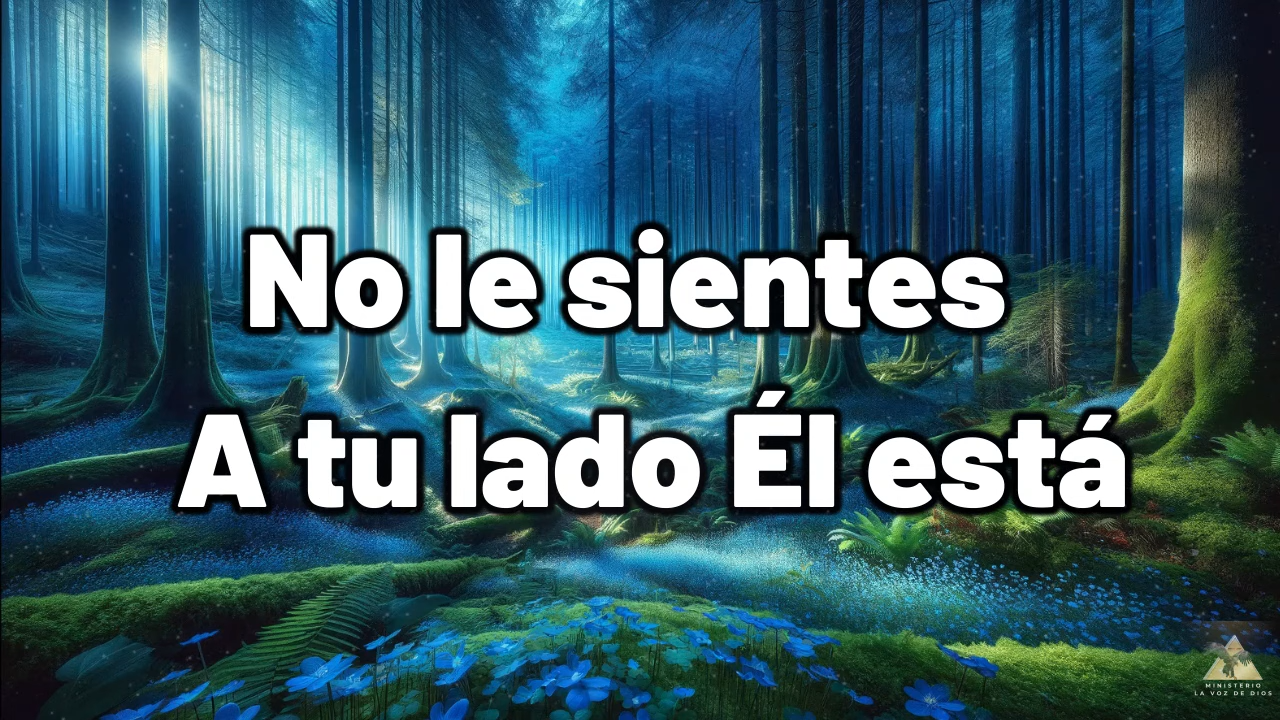 No le sientes
A tu lado Él está
MINISTERIO
LA VOZ DE DIOS